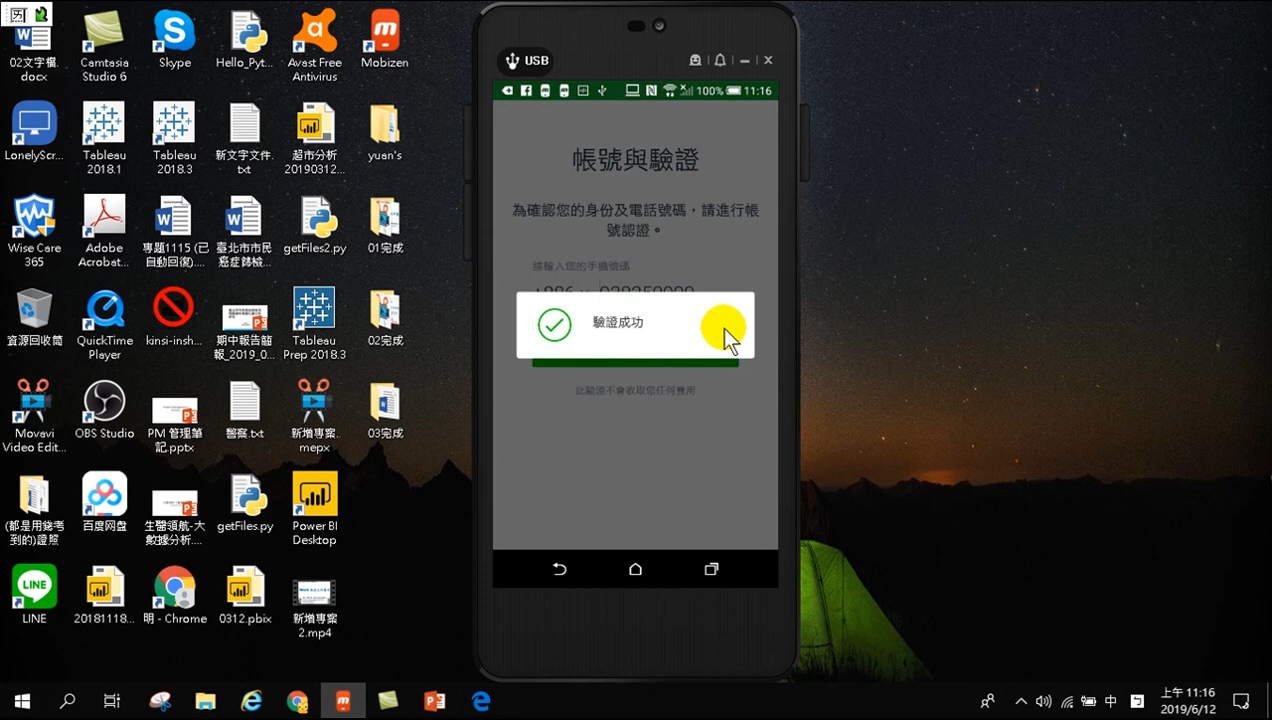 02文字檔.
docx
Camtasia
Studio 6
Skype
Hello_Pyt...
Avast Free
Antivirus
Mobizen
LonelyScr...
Tableau
2018.1
Tableau
2018.3
新文字文件.
txt
超市分析
20190312...
yuan's
Wise Care
365
Adobe
Acrobat...
專題1115 (已
自動回復)....
臺北市市民
癌症篩檢...
getFiles2.py
01完成
資源回收筒
QuickTime
Player
kinsi-insh...
期中報告簡
報_2019_0...
Tableau
Prep 2018.3
02完成
Movavi
Video Edit...
OBS Studio
PM 管理筆
記.pptx
警察.txt
新增專案.
mepx
03完成
(都是用錢考
到的)證照
百度网盘
生醫領航-大
數據分析....
getFiles.py
Power BI
Desktop
LINE
LINE
20181118...
明 - Chrome
0312.pbix
新增專案
2.mp4
USB
100%
11:16
帳號與驗證
為確認您的身份及電話號碼，請進行帳
號認證。
請輸入您的手機號碼
驗證成功
此驗證不會收取您任何費用
中
上午 11:16
2019/6/12